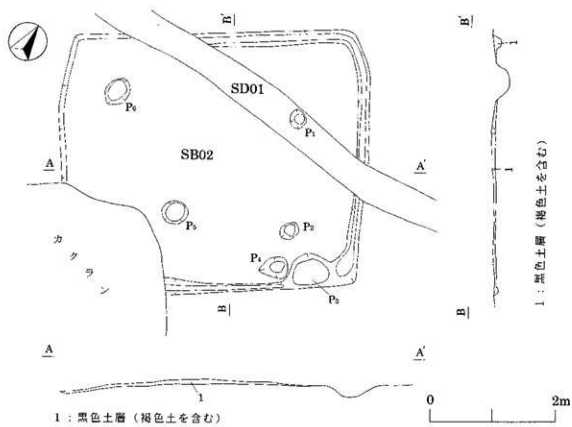 B'
B'
SD01
1
P6
P1
SB02
A
A'
1
P5
P2
カクラン
P4
P3
B
B
1：黒色土層（褐色土を含む）
A
A'
1
0
2m
1：黒色土層（褐色土を含む）